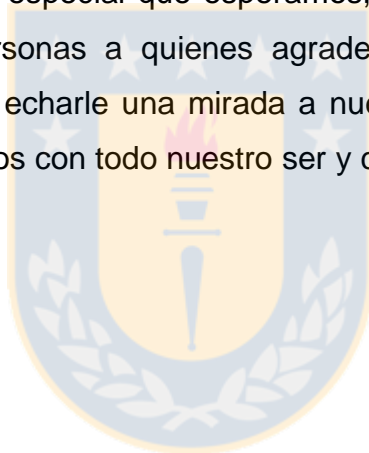 especial que esperamos,
rsonas a quienes agrade
echarle una mirada a nue
os con todo nuestro ser y c